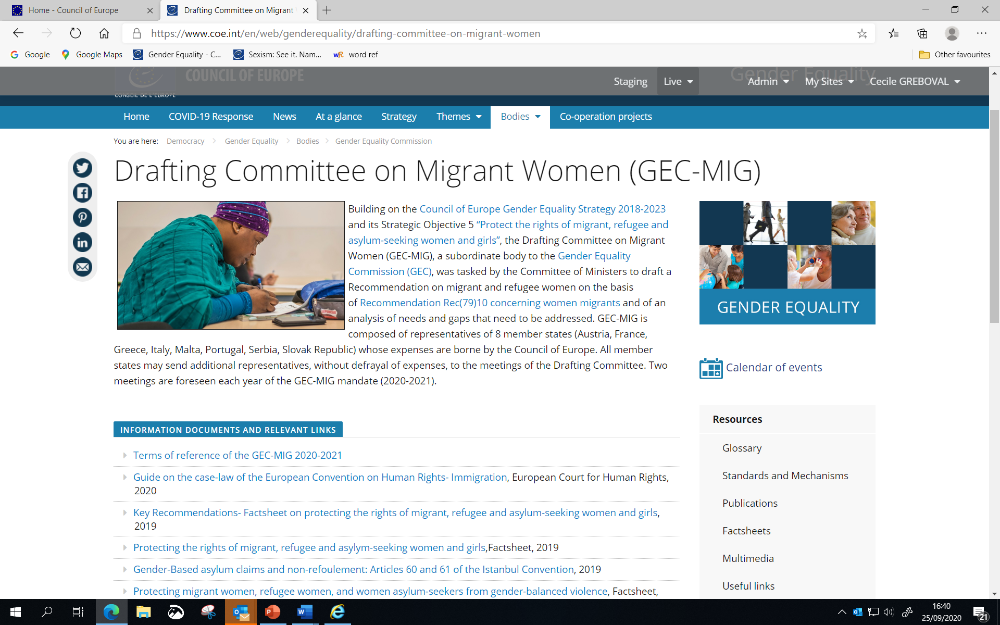 Home - Council of Europe
Drafting Committee on Migrant
https://www.coe.int/en/web/genderequality/drafting-committee-on-migrant-women
Google
Google Maps
Gender Equality - C...
Sexism: See it. Nam...
word ref
Other favourites
COUNCIL OF EUROPE
CONSEIL DE L'EUROPE
Gender Equality
Staging
Live
Admin
My Sites
Cecile GREBOVAL
Home
COVID-19 Response
News
At a glance
Strategy
Themes
Bodies
Co-operation projects
You are here: Democracy Gender Equality Bodies Gender Equality Commission
Drafting Committee on Migrant Women (GEC-MIG)
Building on the Council of Europe Gender Equality Strategy 2018-2023
and its Strategic Objective 5 “Protect the rights of migrant, refugee and
asylum-seeking women and girls”, the Drafting Committee on Migrant
Women (GEC-MIG), a subordinate body to the Gender Equality
Commission (GEC), was tasked by the Committee of Ministers to draft a
Recommendation on migrant and refugee women on the basis
of Recommendation Rec(79)10 concerning women migrants and of an
analysis of needs and gaps that need to be addressed. GEC-MIG is
composed of representatives of 8 member states (Austria, France,
Greece, Italy, Malta, Portugal, Serbia, Slovak Republic) whose expenses are borne by the Council of Europe. All member
states may send additional representatives, without defrayal of expenses, to the meetings of the Drafting Committee. Two
meetings are foreseen each year of the GEC-MIG mandate (2020-2021).
INFORMATION DOCUMENTS AND RELEVANT LINKS
Terms of reference of the GEC-MIG 2020-2021
Guide on the case-law of the European Convention on Human Rights- Immigration, European Court for Human Rights,
2020
Key Recommendations- Factsheet on protecting the rights of migrant, refugee and asylum-seeking women and girls,
2019
Protecting the rights of migrant, refugee and asylym-seeking women and girls,Factsheet, 2019
Gender-Based asylum claims and non-refoulement: Articles 60 and 61 of the Istanbul Convention, 2019
Protecting migrant women, refugee women, and women asylum-seekers from gender-balanced violence, Factsheet,
GENDER EQUALITY
Calendar of events
Resources
Glossary
Standards and Mechanisms
Publications
Factsheets
Multimedia
Useful links
16:40
25/09/2020
21